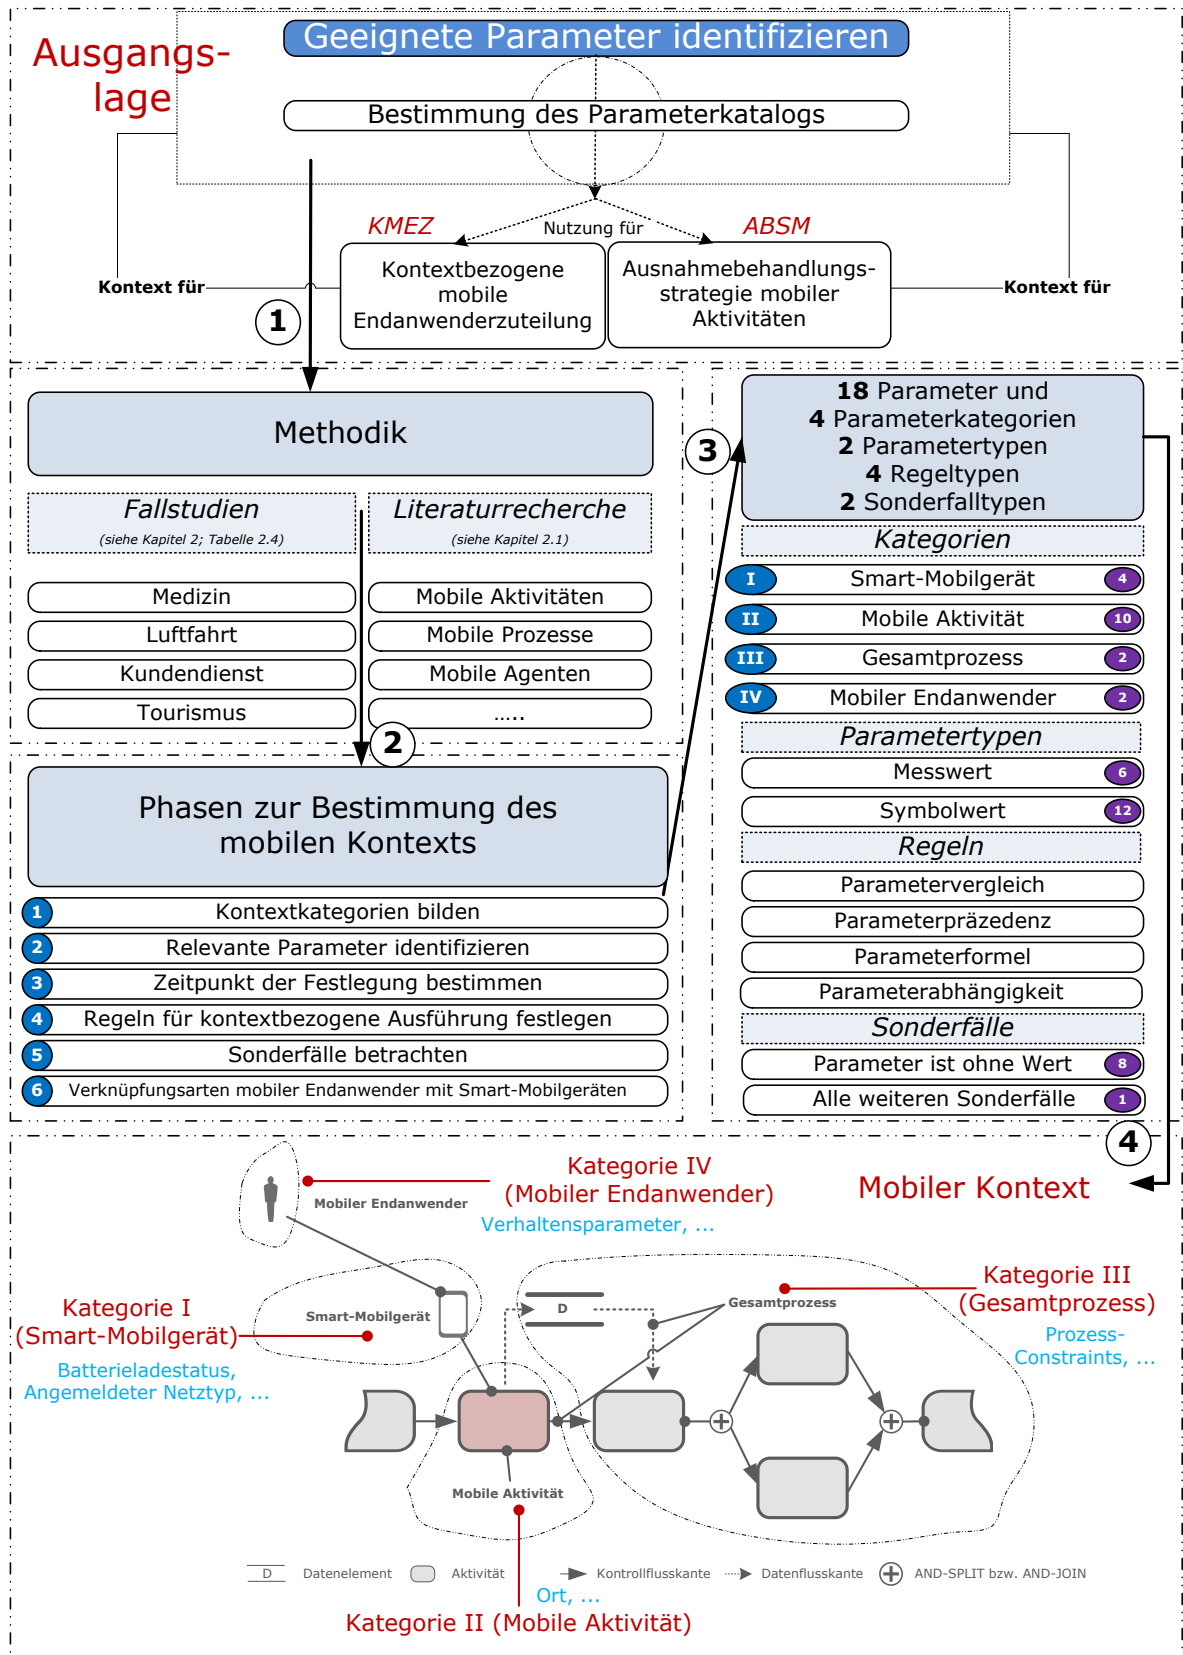 Ausgangs-
lage
Geeignete Parameter identifizieren
Bestimmung des Parameterkatalogs
KMEZ
Nutzung für
ABSM
Kontextbezogene
mobile
Endanwenderzuteilung
Ausnahmebehandlungs-
strategie mobiler
Aktivitäten
Kontext für
Kontext für
1
Methodik
Fallstudien
(siehe Kapitel 2; Tabelle 2.4)
Medizin
Luftfahrt
Kundendienst
Tourismus
Literaturrecherche
(siehe Kapitel 2.1)
Mobile Aktivitäten
Mobile Prozesse
Mobile Agenten
.....
2
Phasen zur Bestimmung des
mobilen Kontexts
1 Kontextkategorien bilden
2 Relevante Parameter identifizieren
3 Zeitpunkt der Festlegung bestimmen
4 Regeln für kontextbezogene Ausführung festlegen
5 Sonderfälle betrachten
6 Verknüpfungsarten mobiler Endanwender mit Smart-Mobilgeräten
3
18 Parameter und
4 Parameterkategorien
2 Parametertypen
4 Regeltypen
2 Sonderfalltypen
Kategorien
I Smart-Mobilgerät 4
II Mobile Aktivität 10
III Gesamtprozess 2
IV Mobiler Endanwender 2
Parametertypen
Messwert 6
Symbolwert 12
Regeln
Parametervergleich
Parameterpräzedenz
Parameterformel
Parameterabhängigkeit
Sonderfälle
Parameter ist ohne Wert 8
Alle weiteren Sonderfälle 1
4
Mobiler Kontext
Kategorie IV
(Mobiler Endanwender)
Verhaltensparameter, ...
Mobiler Endanwender
Kategorie I
(Smart-Mobilgerät)
Batterieladestatus,
Angemeldeter Netztyp, ...
Smart-Mobilgerät
D
Gesamtprozess
Kategorie III
(Gesamtprozess)
Prozess-
Constraints, ...
Mobile Aktivität
D Datenelement Aktivität Kontrollflusskante Datenflusskante AND-SPLIT bzw. AND-JOIN
Ort, ...
Kategorie II (Mobile Aktivität)